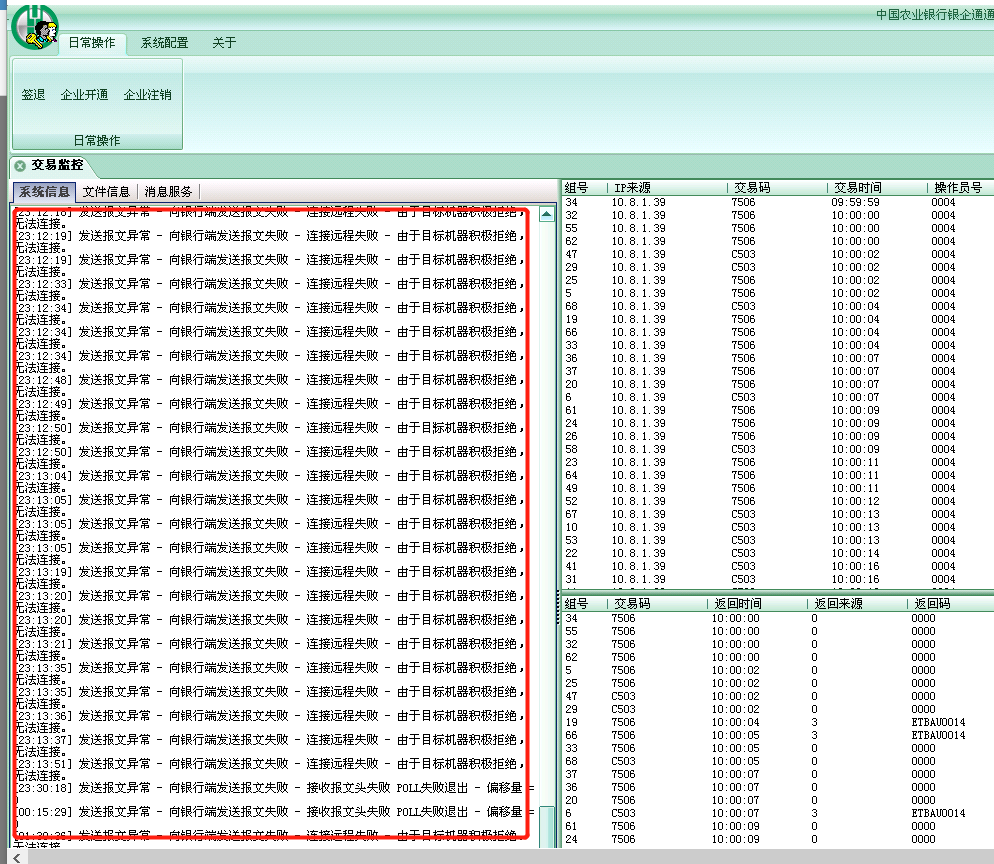 中国农业银行银企通
日常操作 系统配置 关于
签退 企业开通 企业注销
日常操作
交易监控
系统信息 文件信息 消息服务
[23:12:18] 发送报文异常 - 向银行端发送报文失败 - 连接远程失败 - 由于目标机器积极拒绝,
无法连接。
[23:12:19] 发送报文异常 - 向银行端发送报文失败 - 连接远程失败 - 由于目标机器积极拒绝,
无法连接。
[23:12:19] 发送报文异常 - 向银行端发送报文失败 - 连接远程失败 - 由于目标机器积极拒绝,
无法连接。
[23:12:33] 发送报文异常 - 向银行端发送报文失败 - 连接远程失败 - 由于目标机器积极拒绝,
无法连接。
[23:12:34] 发送报文异常 - 向银行端发送报文失败 - 连接远程失败 - 由于目标机器积极拒绝,
无法连接。
[23:12:34] 发送报文异常 - 向银行端发送报文失败 - 连接远程失败 - 由于目标机器积极拒绝,
无法连接。
[23:12:34] 发送报文异常 - 向银行端发送报文失败 - 连接远程失败 - 由于目标机器积极拒绝,
无法连接。
[23:12:48] 发送报文异常 - 向银行端发送报文失败 - 连接远程失败 - 由于目标机器积极拒绝,
无法连接。
[23:12:49] 发送报文异常 - 向银行端发送报文失败 - 连接远程失败 - 由于目标机器积极拒绝,
无法连接。
[23:12:50] 发送报文异常 - 向银行端发送报文失败 - 连接远程失败 - 由于目标机器积极拒绝,
无法连接。
[23:12:50] 发送报文异常 - 向银行端发送报文失败 - 连接远程失败 - 由于目标机器积极拒绝,
无法连接。
[23:13:04] 发送报文异常 - 向银行端发送报文失败 - 连接远程失败 - 由于目标机器积极拒绝,
无法连接。
[23:13:05] 发送报文异常 - 向银行端发送报文失败 - 连接远程失败 - 由于目标机器积极拒绝,
无法连接。
[23:13:05] 发送报文异常 - 向银行端发送报文失败 - 连接远程失败 - 由于目标机器积极拒绝,
无法连接。
[23:13:05] 发送报文异常 - 向银行端发送报文失败 - 连接远程失败 - 由于目标机器积极拒绝,
无法连接。
[23:13:19] 发送报文异常 - 向银行端发送报文失败 - 连接远程失败 - 由于目标机器积极拒绝,
无法连接。
[23:13:20] 发送报文异常 - 向银行端发送报文失败 - 连接远程失败 - 由于目标机器积极拒绝,
无法连接。
[23:13:20] 发送报文异常 - 向银行端发送报文失败 - 连接远程失败 - 由于目标机器积极拒绝,
无法连接。
[23:13:21] 发送报文异常 - 向银行端发送报文失败 - 连接远程失败 - 由于目标机器积极拒绝,
无法连接。
[23:13:35] 发送报文异常 - 向银行端发送报文失败 - 连接远程失败 - 由于目标机器积极拒绝,
无法连接。
[23:13:35] 发送报文异常 - 向银行端发送报文失败 - 连接远程失败 - 由于目标机器积极拒绝,
无法连接。
[23:13:36] 发送报文异常 - 向银行端发送报文失败 - 连接远程失败 - 由于目标机器积极拒绝,
无法连接。
[23:13:37] 发送报文异常 - 向银行端发送报文失败 - 连接远程失败 - 由于目标机器积极拒绝,
无法连接。
[23:13:51] 发送报文异常 - 向银行端发送报文失败 - 连接远程失败 - 由于目标机器积极拒绝,
无法连接。
[23:30:18] 发送报文异常 - 向银行端发送报文失败 - 接收报文头失败 POLL失败退出 - 偏移量 =
[00:15:29] 发送报文异常 - 向银行端发送报文失败 - 接收报文头失败 POLL失败退出 - 偏移量 =
发送报文异常 - 向银行端发送报文失败 - 连接远程失败 - 由于目标机器积极拒绝,
无法连接
组号 IP来源 交易码 交易时间 操作员号
34 10.8.1.39 7506 09:59:59 0004
32 10.8.1.39 7506 10:00:00 0004
55 10.8.1.39 7506 10:00:00 0004
62 10.8.1.39 7506 10:00:00 0004
47 10.8.1.39 C503 10:00:02 0004
29 10.8.1.39 C503 10:00:02 0004
25 10.8.1.39 7506 10:00:02 0004
5 10.8.1.39 7506 10:00:02 0004
68 10.8.1.39 C503 10:00:04 0004
19 10.8.1.39 7506 10:00:04 0004
66 10.8.1.39 7506 10:00:04 0004
33 10.8.1.39 7506 10:00:04 0004
36 10.8.1.39 7506 10:00:07 0004
37 10.8.1.39 7506 10:00:07 0004
20 10.8.1.39 7506 10:00:07 0004
6 10.8.1.39 C503 10:00:07 0004
61 10.8.1.39 7506 10:00:09 0004
24 10.8.1.39 7506 10:00:09 0004
26 10.8.1.39 7506 10:00:09 0004
58 10.8.1.39 C503 10:00:09 0004
23 10.8.1.39 7506 10:00:11 0004
64 10.8.1.39 7506 10:00:11 0004
49 10.8.1.39 7506 10:00:11 0004
52 10.8.1.39 7506 10:00:12 0004
67 10.8.1.39 C503 10:00:13 0004
10 10.8.1.39 C503 10:00:13 0004
53 10.8.1.39 C503 10:00:13 0004
22 10.8.1.39 C503 10:00:14 0004
41 10.8.1.39 C503 10:00:16 0004
31 10.8.1.39 C503 10:00:16 0004
组号 交易码 返回时间 返回来源 返回码
34 7506 10:00:00 0 0000
55 7506 10:00:00 0 0000
32 7506 10:00:00 0 0000
62 7506 10:00:00 0 0000
5 7506 10:00:02 0 0000
25 7506 10:00:02 0 0000
47 C503 10:00:02 0 0000
29 C503 10:00:02 0 0000
19 7506 10:00:04 3 ETBAU0014
66 7506 10:00:05 3 ETBAU0014
33 7506 10:00:05 0 0000
68 C503 10:00:05 0 0000
37 7506 10:00:07 0 0000
36 7506 10:00:07 0 0000
20 7506 10:00:07 0 0000
6 C503 10:00:07 3 ETBAU0014
61 7506 10:00:09 0 0000
24 7506 10:00:09 0 0000